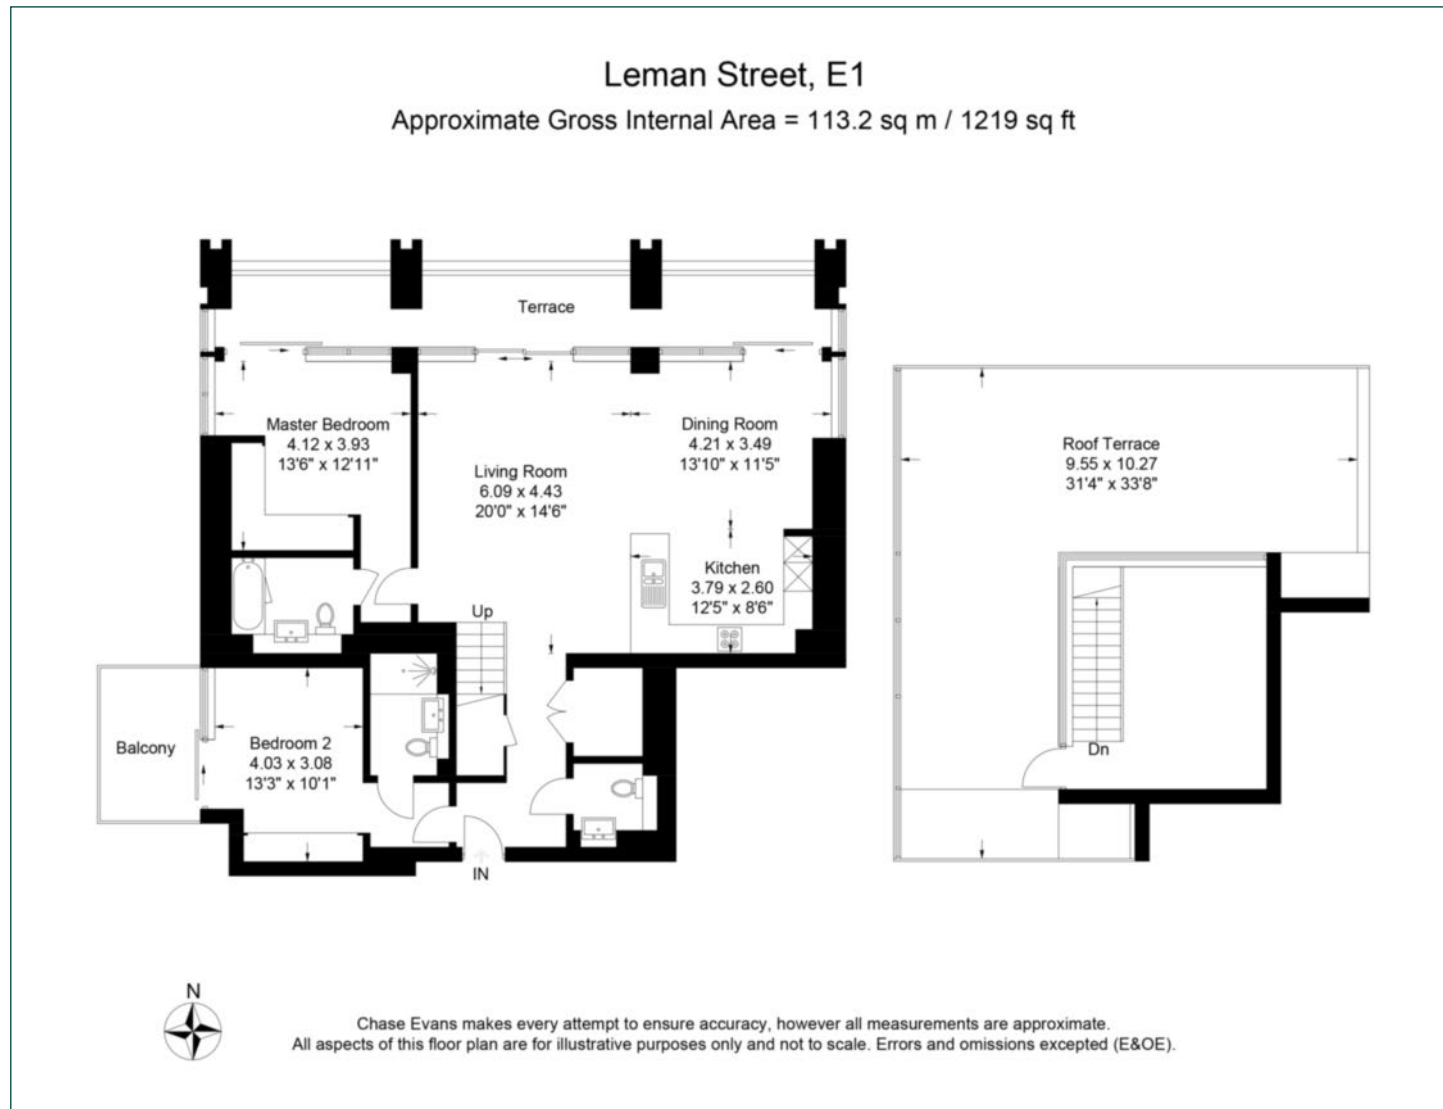 Leman Street, E1
Approximate Gross Internal Area = 113.2 sq m / 1219 sq ft
Terrace
Master Bedroom
4.12 x 3.93
13'6" x 12'11"
Living Room
6.09 x 4.43
20'0" x 14'6"
Dining Room
4.21 x 3.49
13'10" x 11'5"
Kitchen
3.79 x 2.60
12'5" x 8'6"
Up
Balcony
Bedroom 2
4.03 x 3.08
13'3" x 10'1"
IN
Roof Terrace
9.55 x 10.27
31'4" x 33'8"
Dn
N
Chase Evans makes every attempt to ensure accuracy, however all measurements are approximate.
All aspects of this floor plan are for illustrative purposes only and not to scale. Errors and omissions excepted (E&OE).